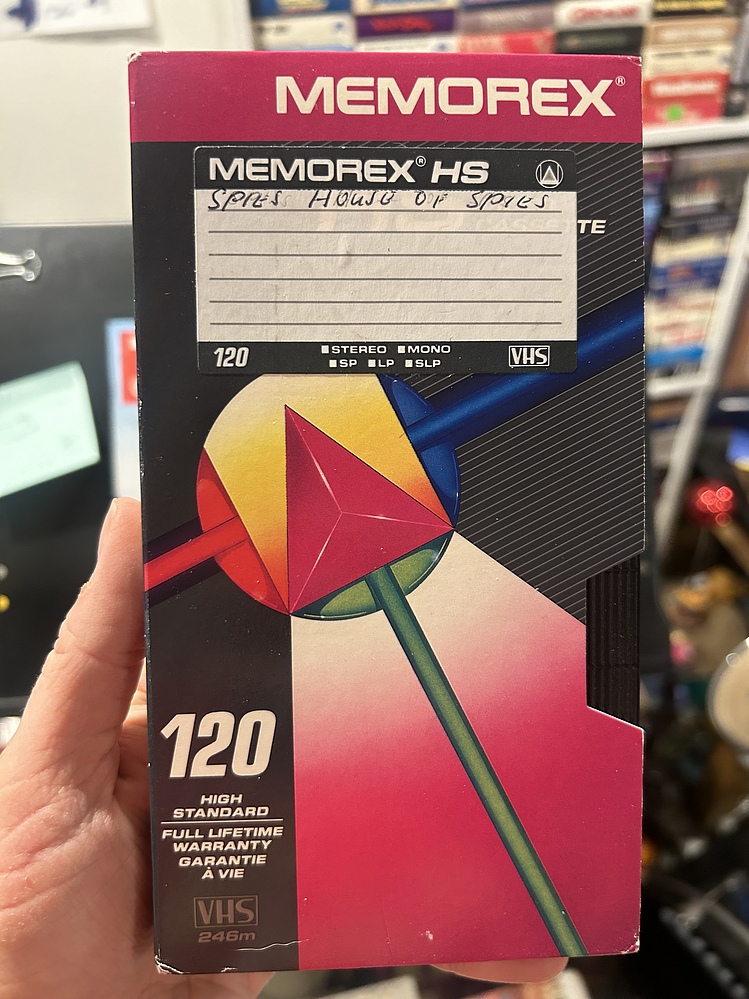 MEMOREX®
MEMOREX® HS
SPIES HOUSE OF SPIES
TE
120
STEREO MONO
VHS
SP LP SLP
120
HIGH
STANDARD
FULL LIFETIME
WARRANTY
GARANTIE
À VIE
VHS
246m